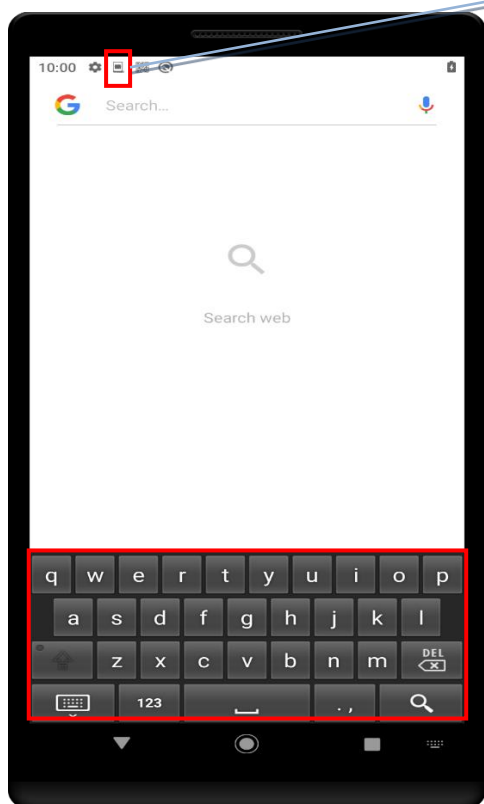 10:00
Search...
Search web
q w e r t y u i o p
a s d f g h j k l
z x c v b n m DEL
123 . ,